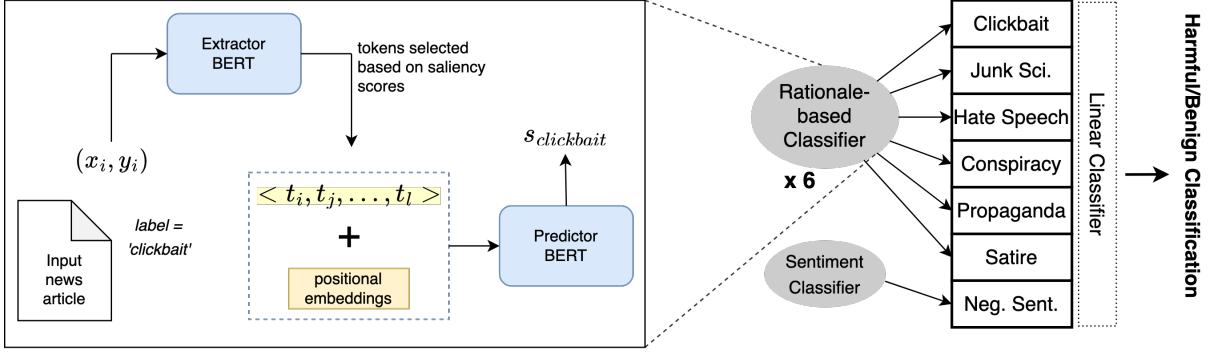 Extractor
BERT
tokens selected
based on saliency
scores
(x_i, y_i)
Input
news
article
label =
'clickbait'
< t_i, t_j, ..., t_l >
+
positional
embeddings
s_clickbait
Predictor
BERT
Rationale-
based
Classifier
x 6
Sentiment
Classifier
Clickbait
Junk Sci.
Hate Speech
Conspiracy
Propaganda
Satire
Neg. Sent.
Linear Classifier
Harmful/Benign Classification